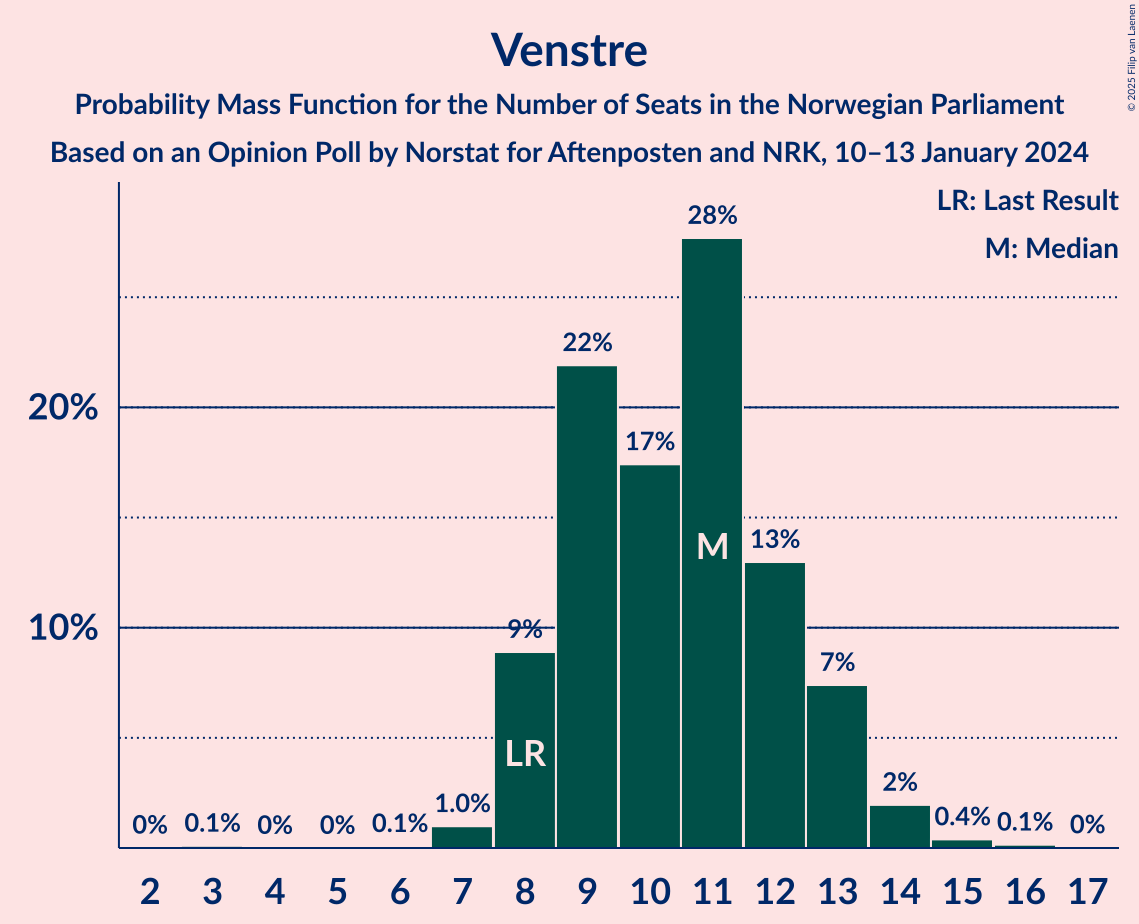 Venstre
Probability Mass Function for the Number of Seats in the Norwegian Parliament
Based on an Opinion Poll by Norstat for Aftenposten and NRK, 10–13 January 2024
© 2025 Filip van Laenen
LR: Last Result
M: Median
20%
10%
0%
0.1%
0%
0%
0.1%
1.0%
9%
22%
17%
28%
13%
7%
2%
0.4%
0.1%
0%
LR
M
2 3 4 5 6 7 8 9 10 11 12 13 14 15 16 17